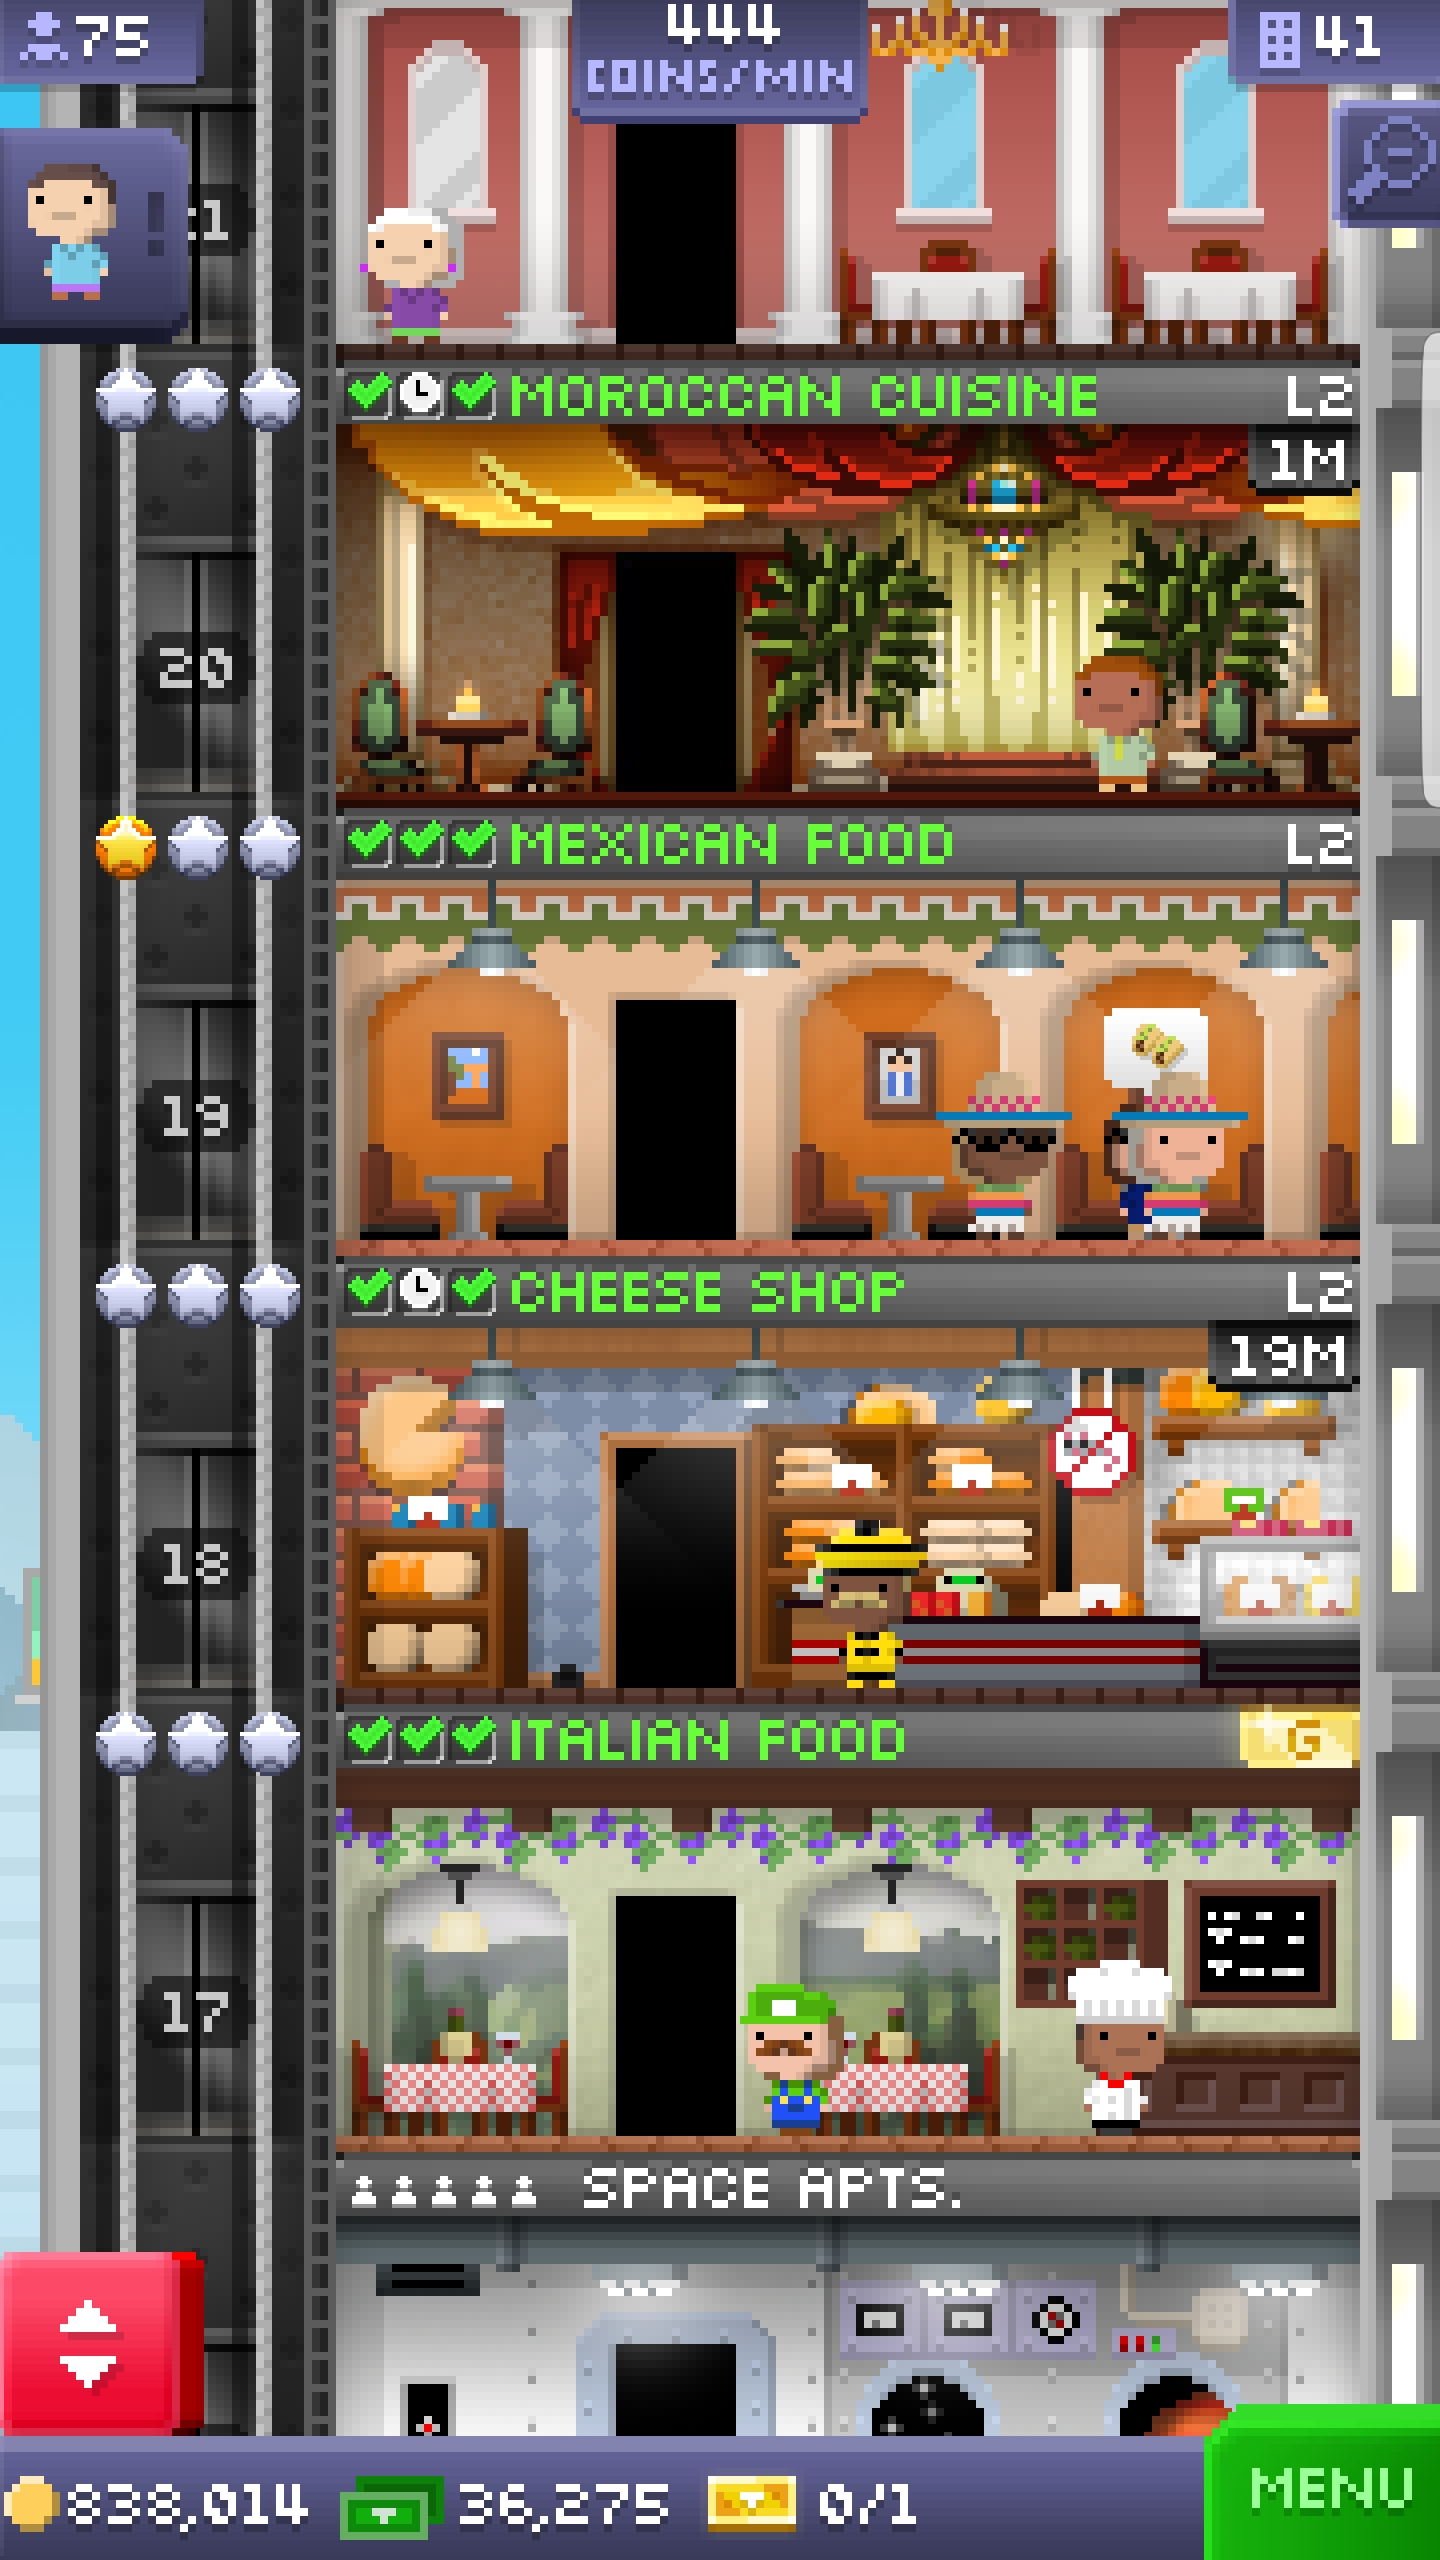 75
444
COINS/MIN
41
!
:1
MOROCCAN CUISINE L2
1M
20
MEXICAN FOOD L2
19
CHEESE SHOP L2
19M
18
ITALIAN FOOD G
17
SPACE APTS.
838,014 36,275 0/1
MENU